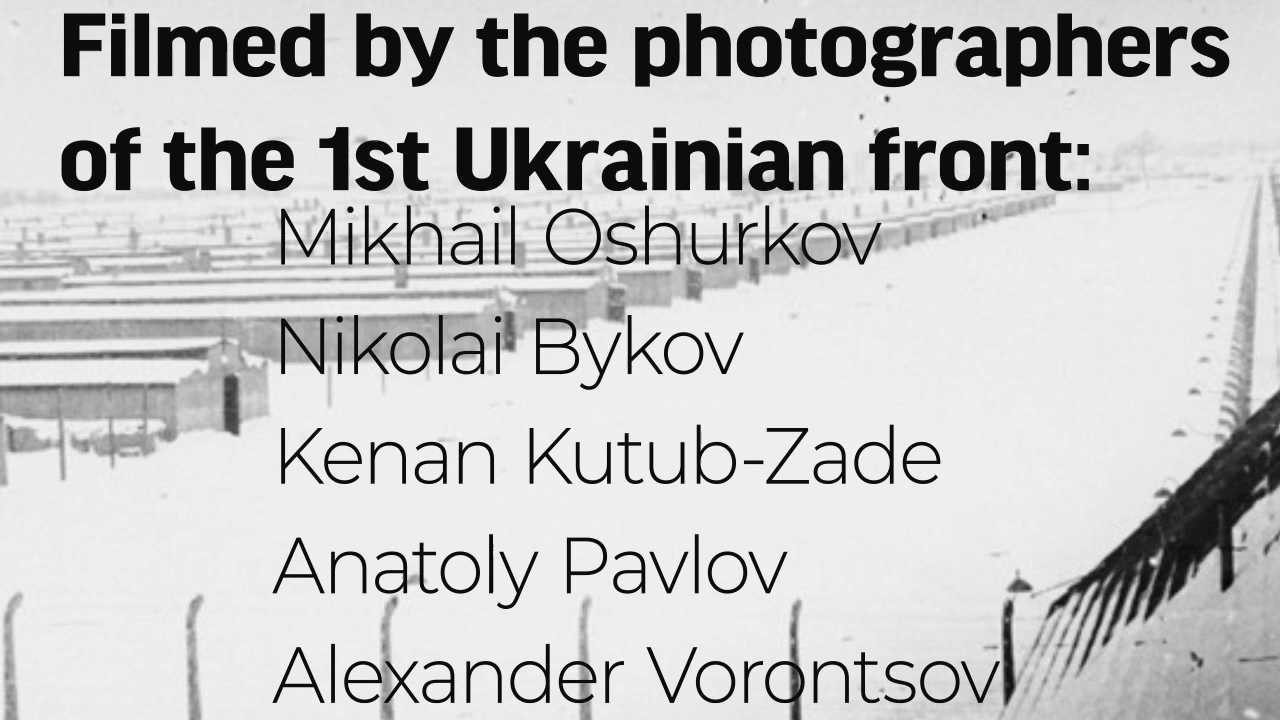 Filmed by the photographers
of the 1st Ukrainian front:
Mikhail Oshurkov
Nikolai Bykov
Kenan Kutub-Zade
Anatoly Pavlov
Alexander Vorontsov